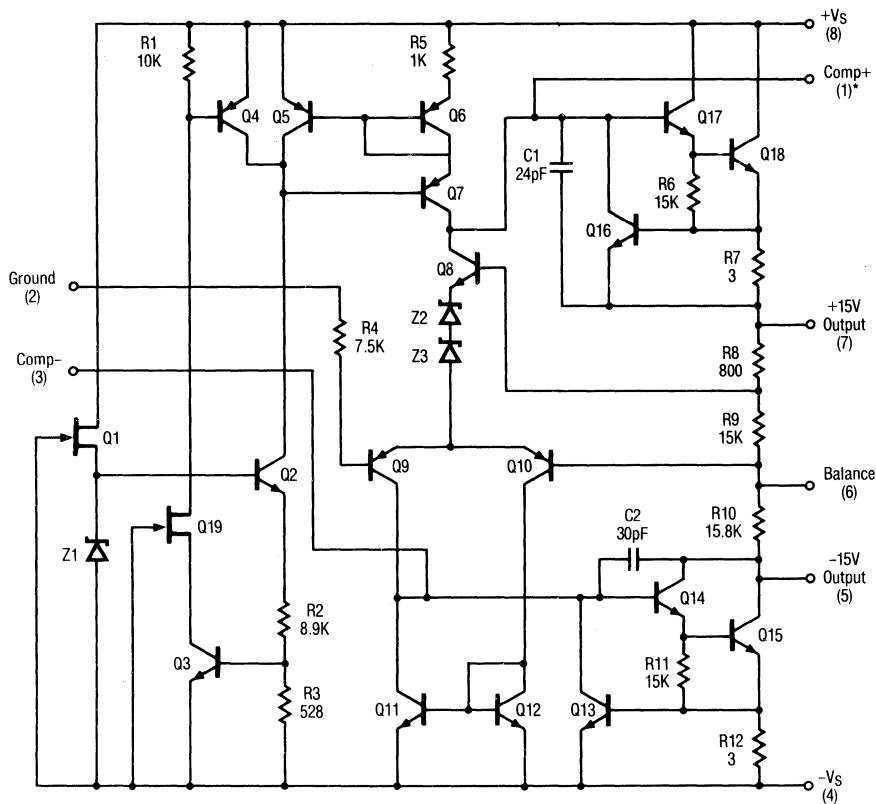 +VS
(8)
R1
10K
R5
1K
Comp+
(1)*
Q4
Q5
Q6
Q17
C1
24pF
Q18
R6
15K
Q7
Q16
Q8
R7
3
Ground
(2)
Z2
+15V
Output
(7)
R4
7.5K
Z3
R8
800
Comp–
(3)
R9
15K
Q1
Q2
Q9
Q10
Balance
(6)
Q19
Z1
C2
30pF
R10
15.8K
–15V
Output
(5)
Q14
R2
8.9K
Q15
Q3
R11
15K
R3
528
Q11
Q12
Q13
R12
3
–VS
(4)